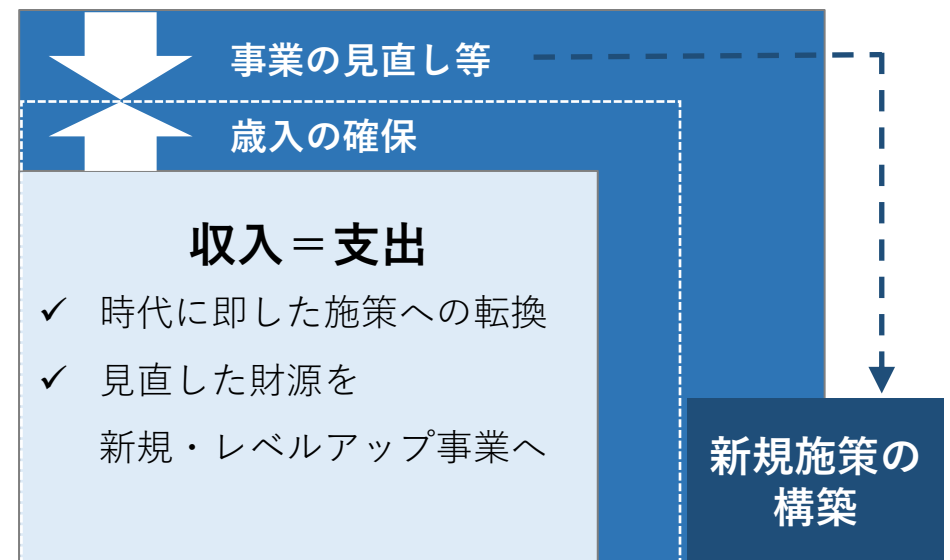 事業の見直し等
歳入の確保
収入＝支出
✓ 時代に即した施策への転換
✓ 見直した財源を
新規・レベルアップ事業へ
新規施策の
構築